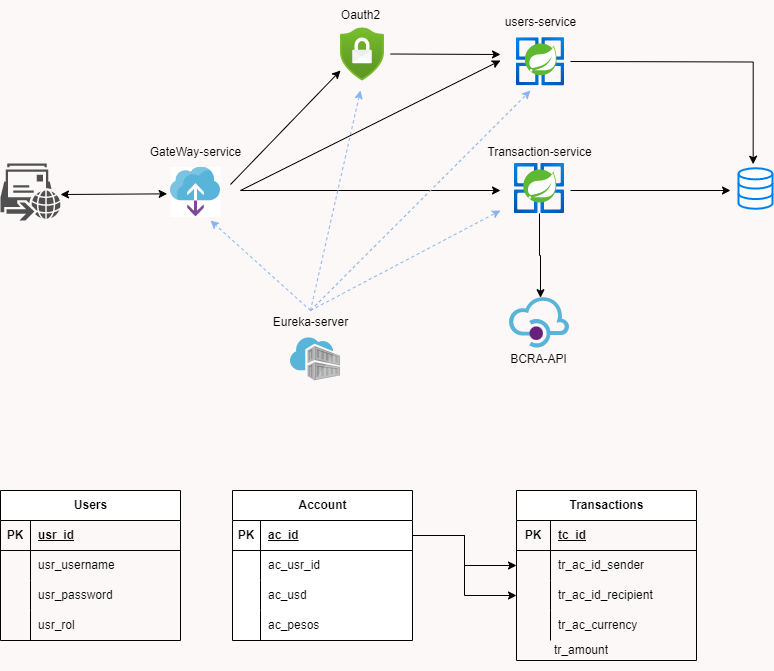 Oauth2
users-service
GateWay-service
Transaction-service
Eureka-server
BCRA-API
Users
PK usr_id
usr_username
usr_password
usr_rol
Account
PK ac_id
ac_usr_id
ac_usd
ac_pesos
Transactions
PK tc_id
tr_ac_id_sender
tr_ac_id_recipient
tr_ac_currency
tr_amount